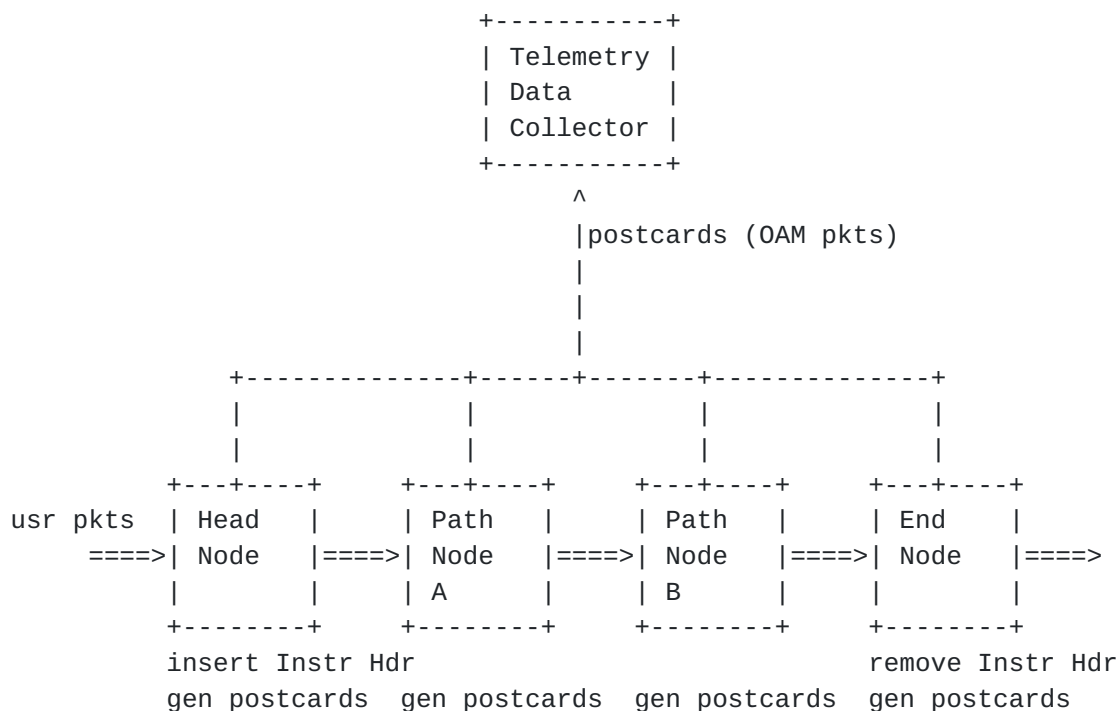 Telemetry
Data
Collector
postcards (OAM pkts)
usr pkts Head Path Path End
Node Node Node Node
A B
insert Instr Hdr remove Instr Hdr
gen postcards gen postcards gen postcards gen postcards